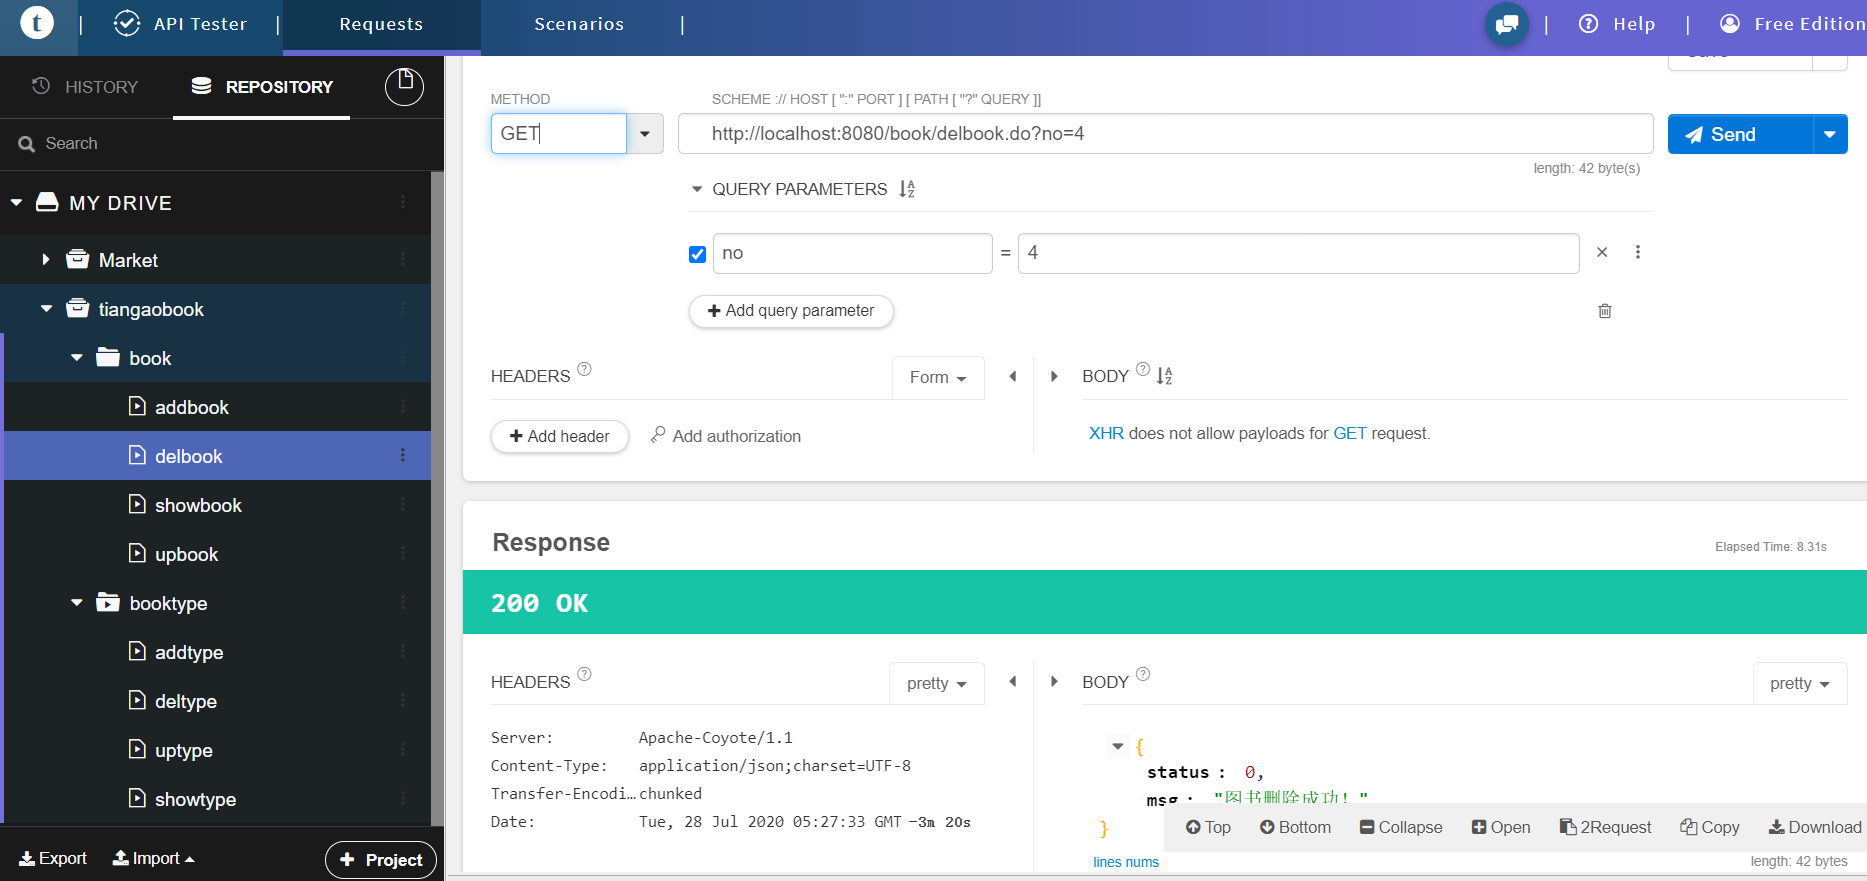 t | API Tester | Requests Scenarios | | Help | Free Edition
HISTORY REPOSITORY
Search
MY DRIVE
Market
tiangaobook
book
addbook
delbook
showbook
upbook
booktype
addtype
deltype
uptype
showtype
Export Import + Project
METHOD SCHEME :// HOST [ ":" PORT ] [ PATH [ "?" QUERY ]]
GET http://localhost:8080/book/delbook.do?no=4 Send
length: 42 byte(s)
QUERY PARAMETERS
no = 4 ×
+ Add query parameter
HEADERS ? Form BODY ?
+ Add header Add authorization XHR does not allow payloads for GET request.
Response
Elapsed Time: 8.31s
200 OK
HEADERS ? pretty BODY ? pretty
Server: Apache-Coyote/1.1
Content-Type: application/json;charset=UTF-8
Transfer-Encodi… chunked
Date: Tue, 28 Jul 2020 05:27:33 GMT -3m 20s
{
status : 0,
msg : "图书删除成功！"
}
Top Bottom Collapse Open 2Request Copy Download
lines nums length: 42 bytes